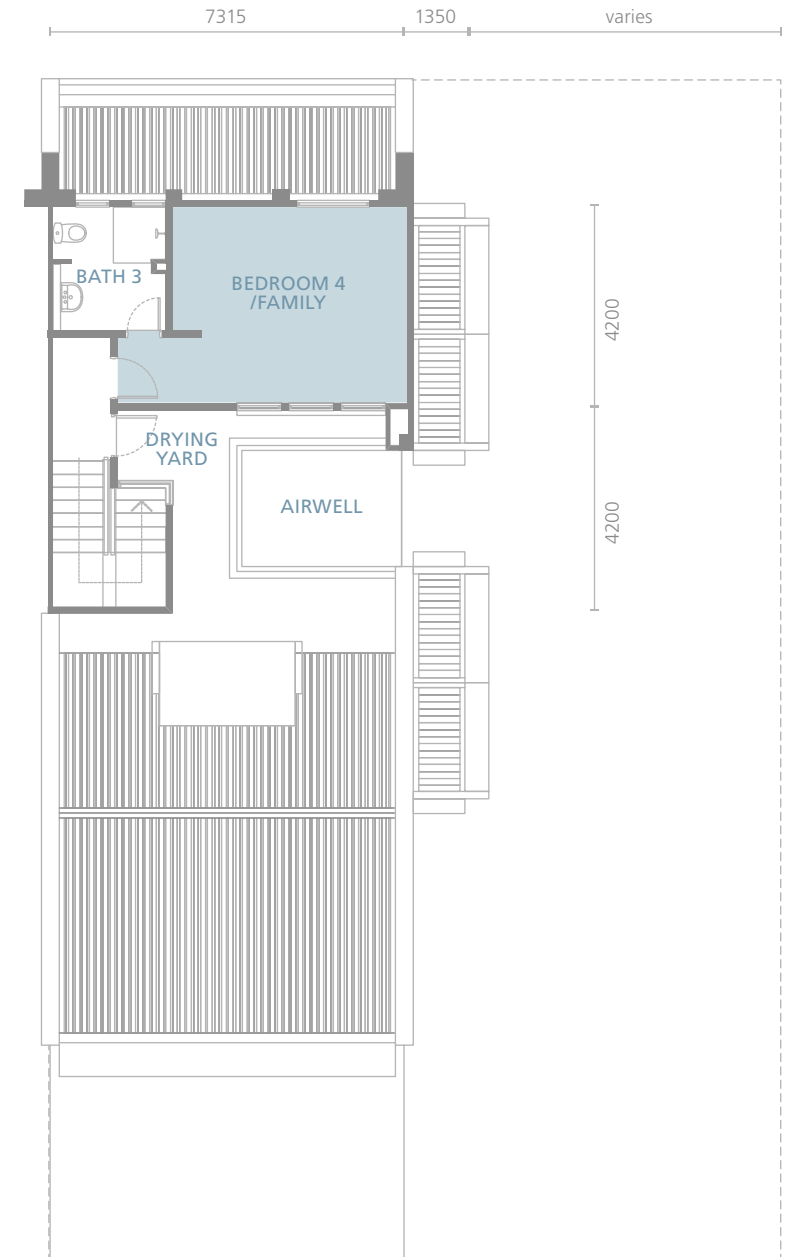 7315 1350 varies
BATH 3
BEDROOM 4
/FAMILY
4200
DRYING
YARD
AIRWELL
4200